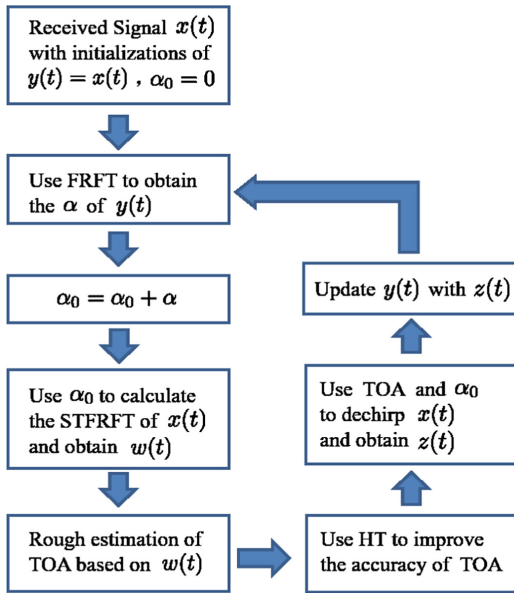 Received Signal x(t)
with initializations of
y(t) = x(t) , α₀ = 0
Use FRFT to obtain
the α of y(t)
α₀ = α₀ + α
Use α₀ to calculate
the STFRFT of x(t)
and obtain w(t)
Rough estimation of
TOA based on w(t)
Use HT to improve
the accuracy of TOA
Use TOA and α₀
to dechirp x(t)
and obtain z(t)
Update y(t) with z(t)